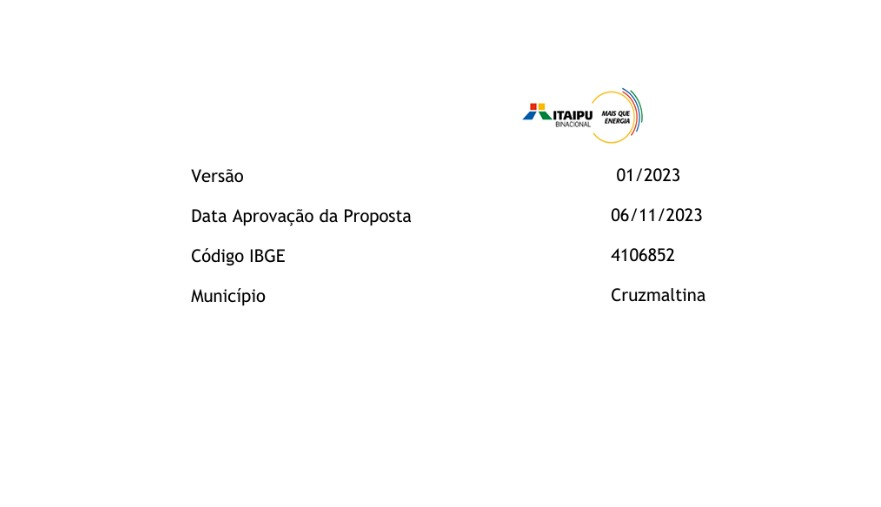 ITAIPU
BINACIONAL
MAIS QUE
ENERGIA
Versão 01/2023
Data Aprovação da Proposta 06/11/2023
Código IBGE 4106852
Município Cruzmaltina